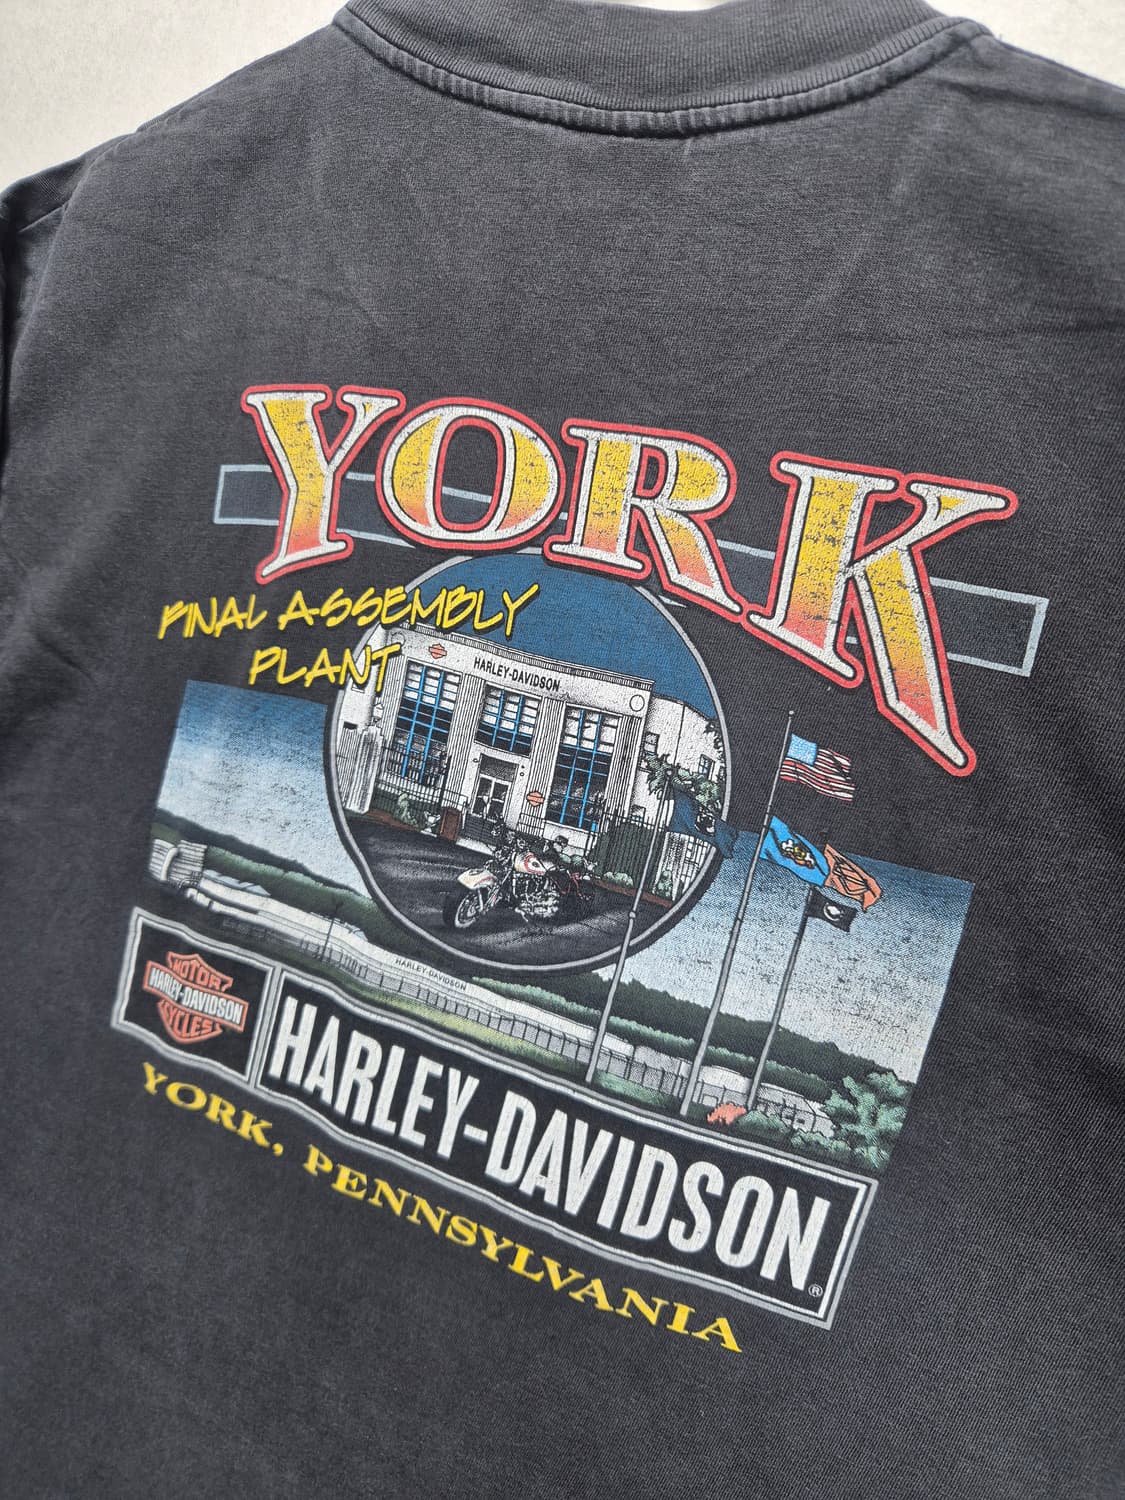 YORK
FINAL ASSEMBLY
PLANT
HARLEY-DAVIDSON
HARLEY-DAVIDSON
MOTOR
HARLEY-DAVIDSON
CYCLES
HARLEY-DAVIDSON®
YORK, PENNSYLVANIA